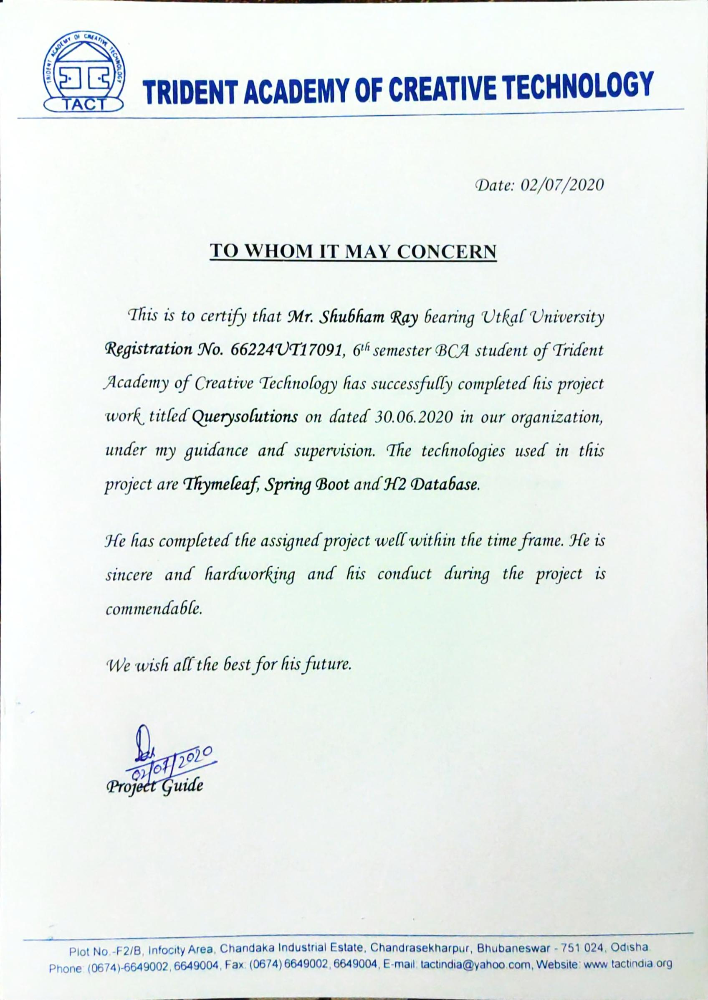 TRIDENT ACADEMY OF CREATIVE TECHNOLOGY
TACT
TRIDENT ACADEMY OF CREATIVE TECHNOLOGY
Date: 02/07/2020
TO WHOM IT MAY CONCERN
This is to certify that Mr. Shubham Ray bearing Utkal University
Registration No. 66224UT17091, 6th semester BCA student of Trident
Academy of Creative Technology has successfully completed his project
work titled Querysolutions on dated 30.06.2020 in our organization,
under my guidance and supervision. The technologies used in this
project are Thymeleaf, Spring Boot and H2 Database.
He has completed the assigned project well within the time frame. He is
sincere and hardworking and his conduct during the project is
commendable.
We wish all the best for his future.
02/07/2020
Project Guide
Plot No.-F2/B, Infocity Area, Chandaka Industrial Estate, Chandrasekharpur, Bhubaneswar - 751 024, Odisha
Phone: (0674)-6649002, 6649004, Fax: (0674) 6649002, 6649004, E-mail: tactindia@yahoo.com, Website: www.tactindia.org